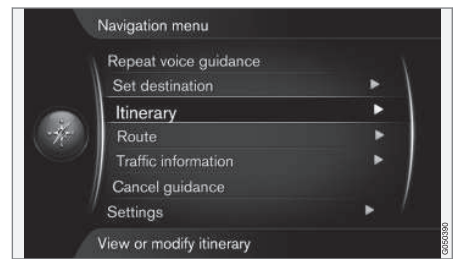 Navigation menu
Repeat voice guidance
Set destination
Itinerary
Route
Traffic information
Cancel guidance
Settings
View or modify itinerary
G050390